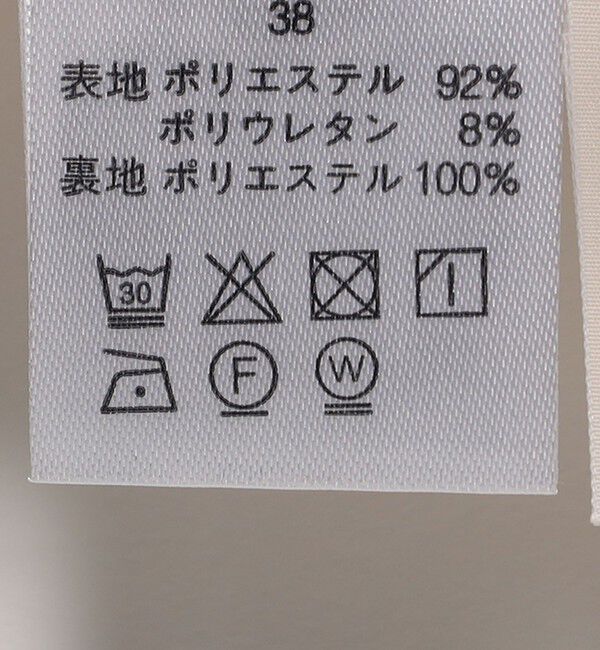 38
表地 ポリエステル 92%
ポリウレタン 8%
裏地 ポリエステル 100%
30
F W